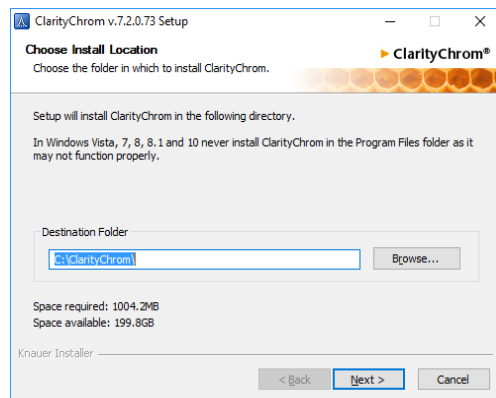 ClarityChrom v.7.2.0.73 Setup
Choose Install Location
Choose the folder in which to install ClarityChrom.
ClarityChrom®
Setup will install ClarityChrom in the following directory.
In Windows Vista, 7, 8, 8.1 and 10 never install ClarityChrom in the Program Files folder as it
may not function properly.
Destination Folder
C:\ClarityChrom\
Browse...
Space required: 1004.2MB
Space available: 199.8GB
Knauer Installer
< Back
Next >
Cancel